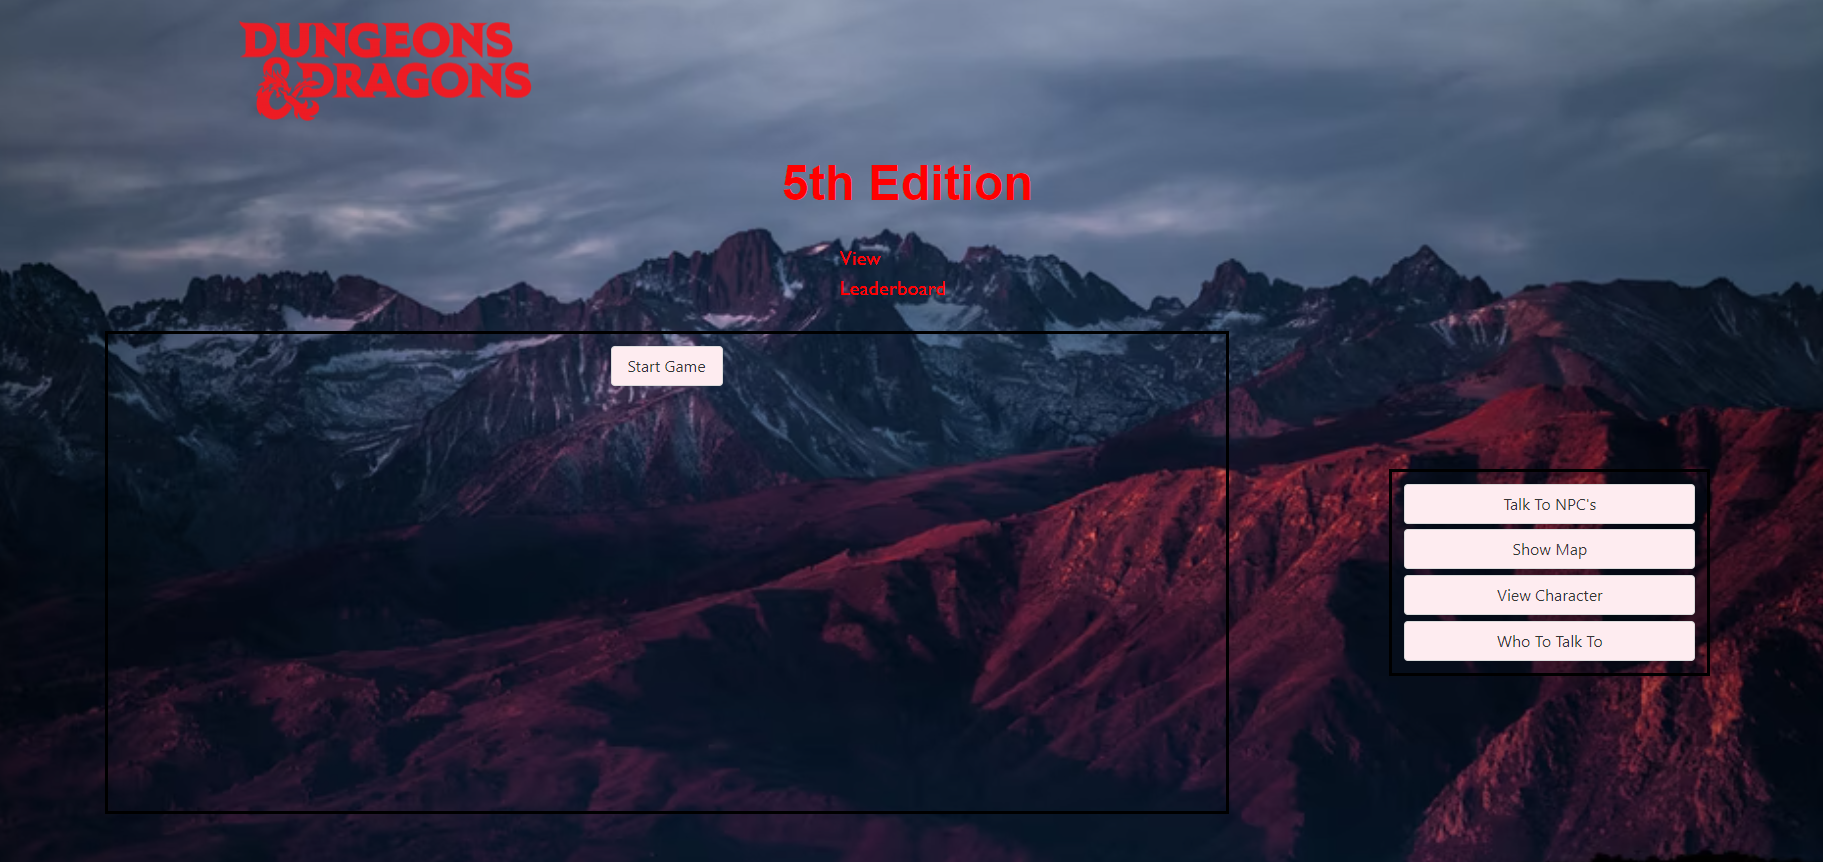 DUNGEONS
& DRAGONS
5th Edition
View
Leaderboard
Start Game
Talk To NPC's
Show Map
View Character
Who To Talk To